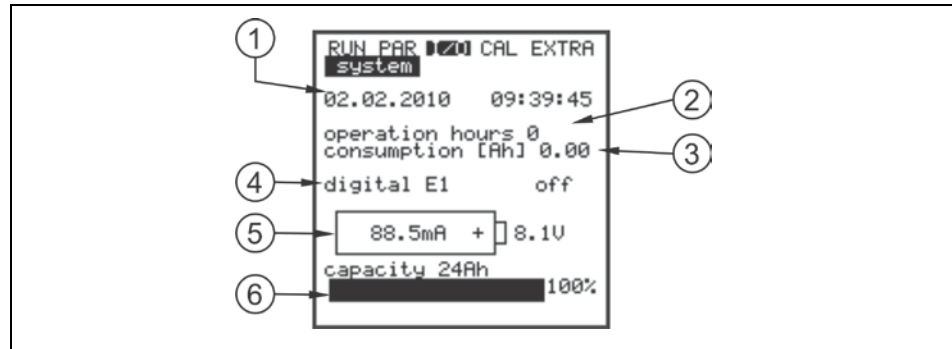 RUN PAR I/O CAL EXTRA
system
02.02.2010 09:39:45
operation hours 0
consumption [Ah] 0.00
digital E1 off
88.5mA + 8.1V
capacity 24Ah
100%
1
2
3
4
5
6